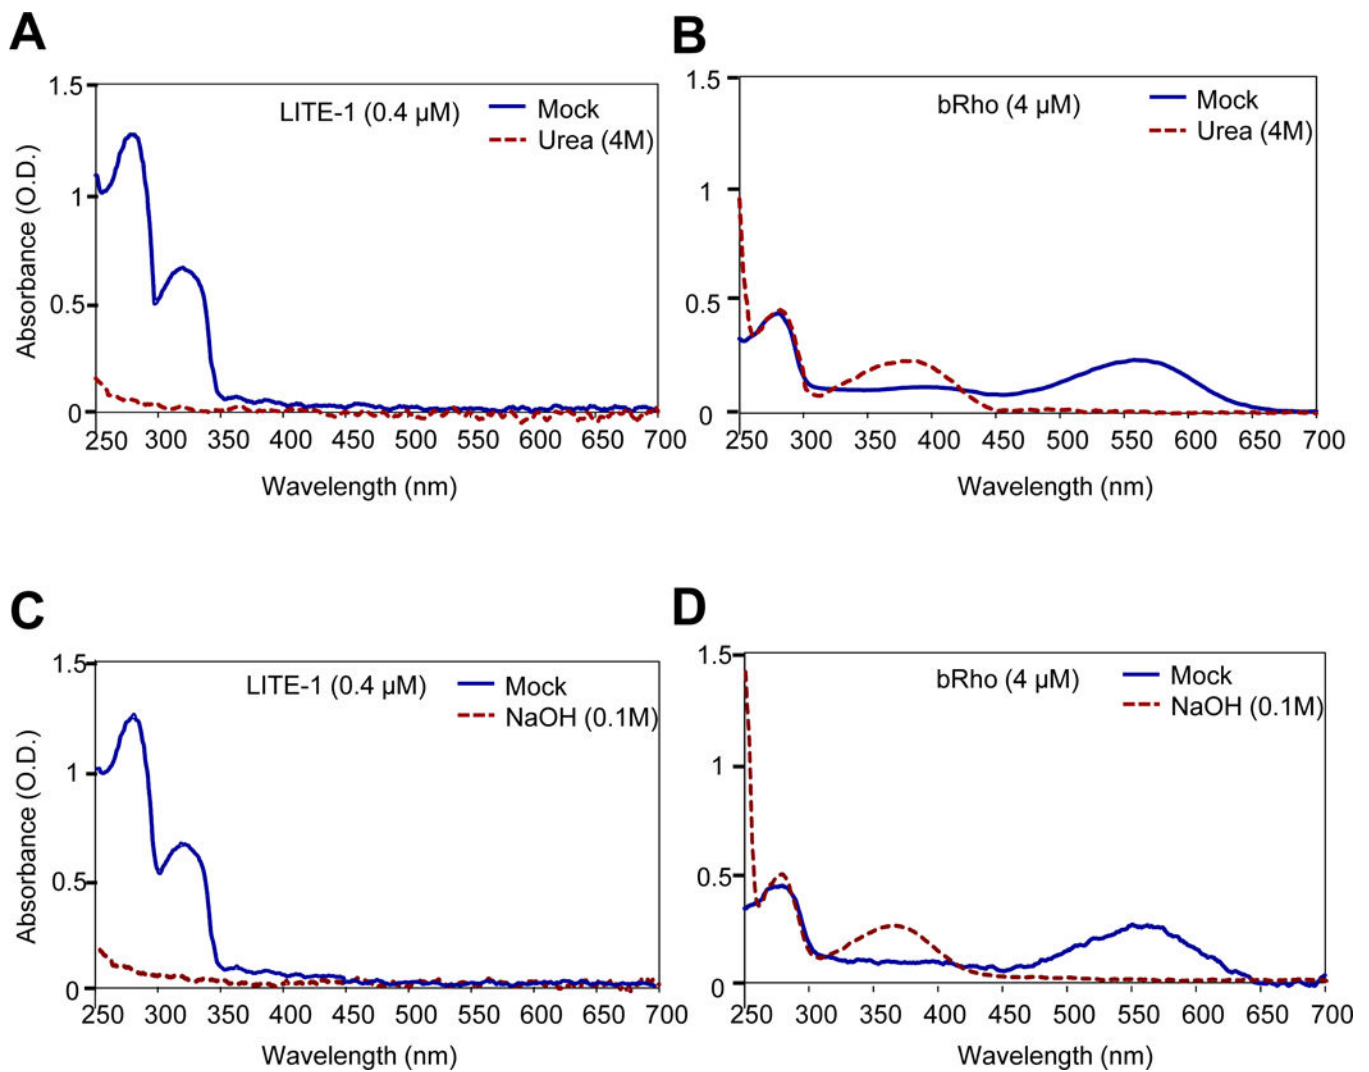 A
1.5
LITE-1 (0.4 µM)
Mock
Urea (4M)
1
0.5
0
Absorbance (O.D.)
250 300 350 400 450 500 550 600 650 700
Wavelength (nm)
B
1.5
bRho (4 µM)
Mock
Urea (4M)
1
0.5
0
250 300 350 400 450 500 550 600 650 700
Wavelength (nm)
C
1.5
LITE-1 (0.4 µM)
Mock
NaOH (0.1M)
1
0.5
0
Absorbance (O.D.)
250 300 350 400 450 500 550 600 650 700
Wavelength (nm)
D
1.5
bRho (4 µM)
Mock
NaOH (0.1M)
1
0.5
0
250 300 350 400 450 500 550 600 650 700
Wavelength (nm)